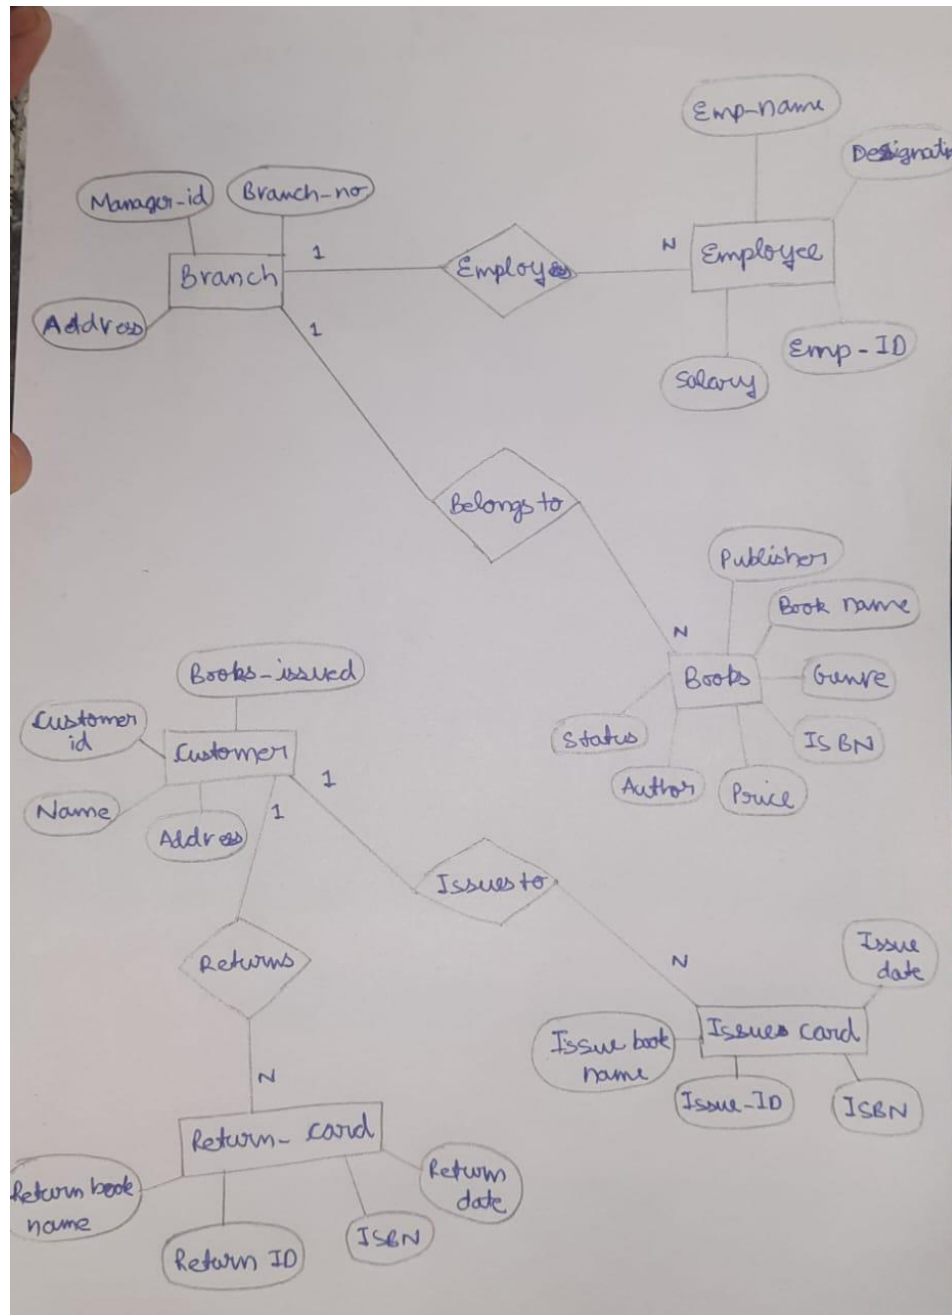 Emp-name
Designatin
Manager-id
Branch-no
1
N
Employs
Employee
Branch
Address
1
Emp-ID
Salary
Belongs to
Publisher
Book name
N
Books
Genre
Status
ISBN
Author
Price
Books-issued
Customer
id
Customer
1
Name
Address
1
Issues to
Returns
Issue
date
N
Issues card
Issue book
name
Issue-ID
ISBN
N
Return-card
Return book
name
Return
date
ISBN
Return ID